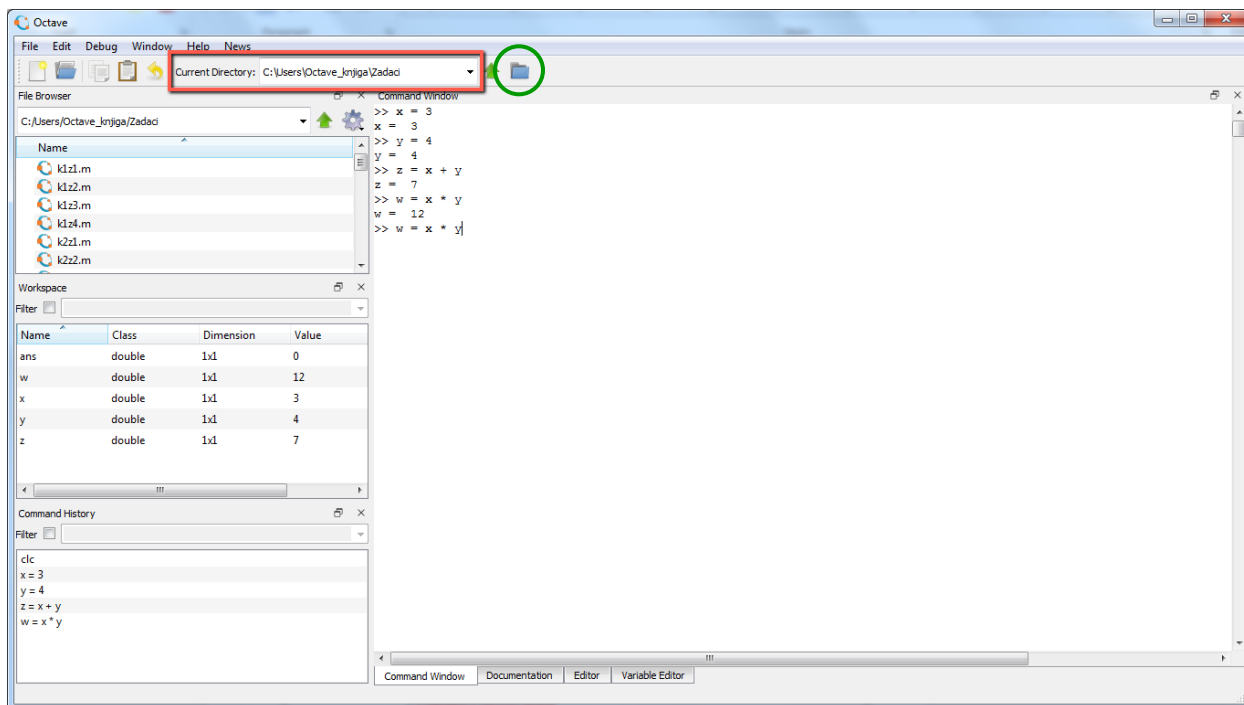 Octave
File Edit Debug Window Help News
Current Directory: C:\Users\Octave_knjiga\Zadaci
File Browser
C:/Users/Octave_knjiga/Zadaci
Name
k1z1.m
k1z2.m
k1z3.m
k1z4.m
k2z1.m
k2z2.m
Workspace
Filter
Name Class Dimension Value
ans double 1x1 0
w double 1x1 12
x double 1x1 3
y double 1x1 4
z double 1x1 7
Command History
Filter
clc
x = 3
y = 4
z = x + y
w = x * y
Command Window
>> x = 3
x = 3
>> y = 4
y = 4
>> z = x + y
z = 7
>> w = x * y
w = 12
>> w = x * y
Command Window Documentation Editor Variable Editor